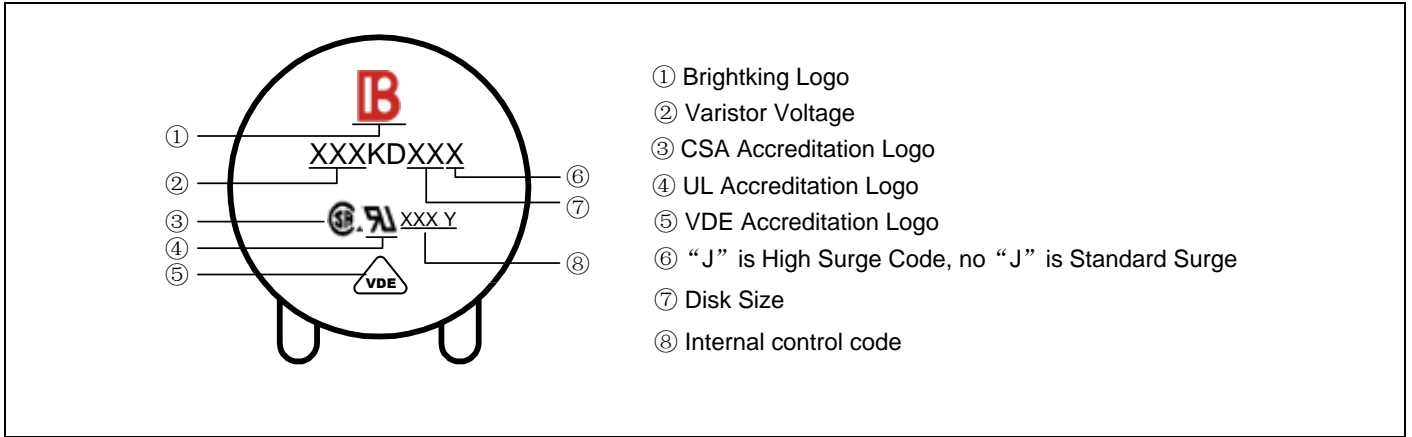 B
① XXXKDXXX
② ⑥
⑦
③ SA. RU XXX Y
④
⑤ VDE ⑧
① Brightking Logo
② Varistor Voltage
③ CSA Accreditation Logo
④ UL Accreditation Logo
⑤ VDE Accreditation Logo
⑥ “J” is High Surge Code, no “J” is Standard Surge
⑦ Disk Size
⑧ Internal control code